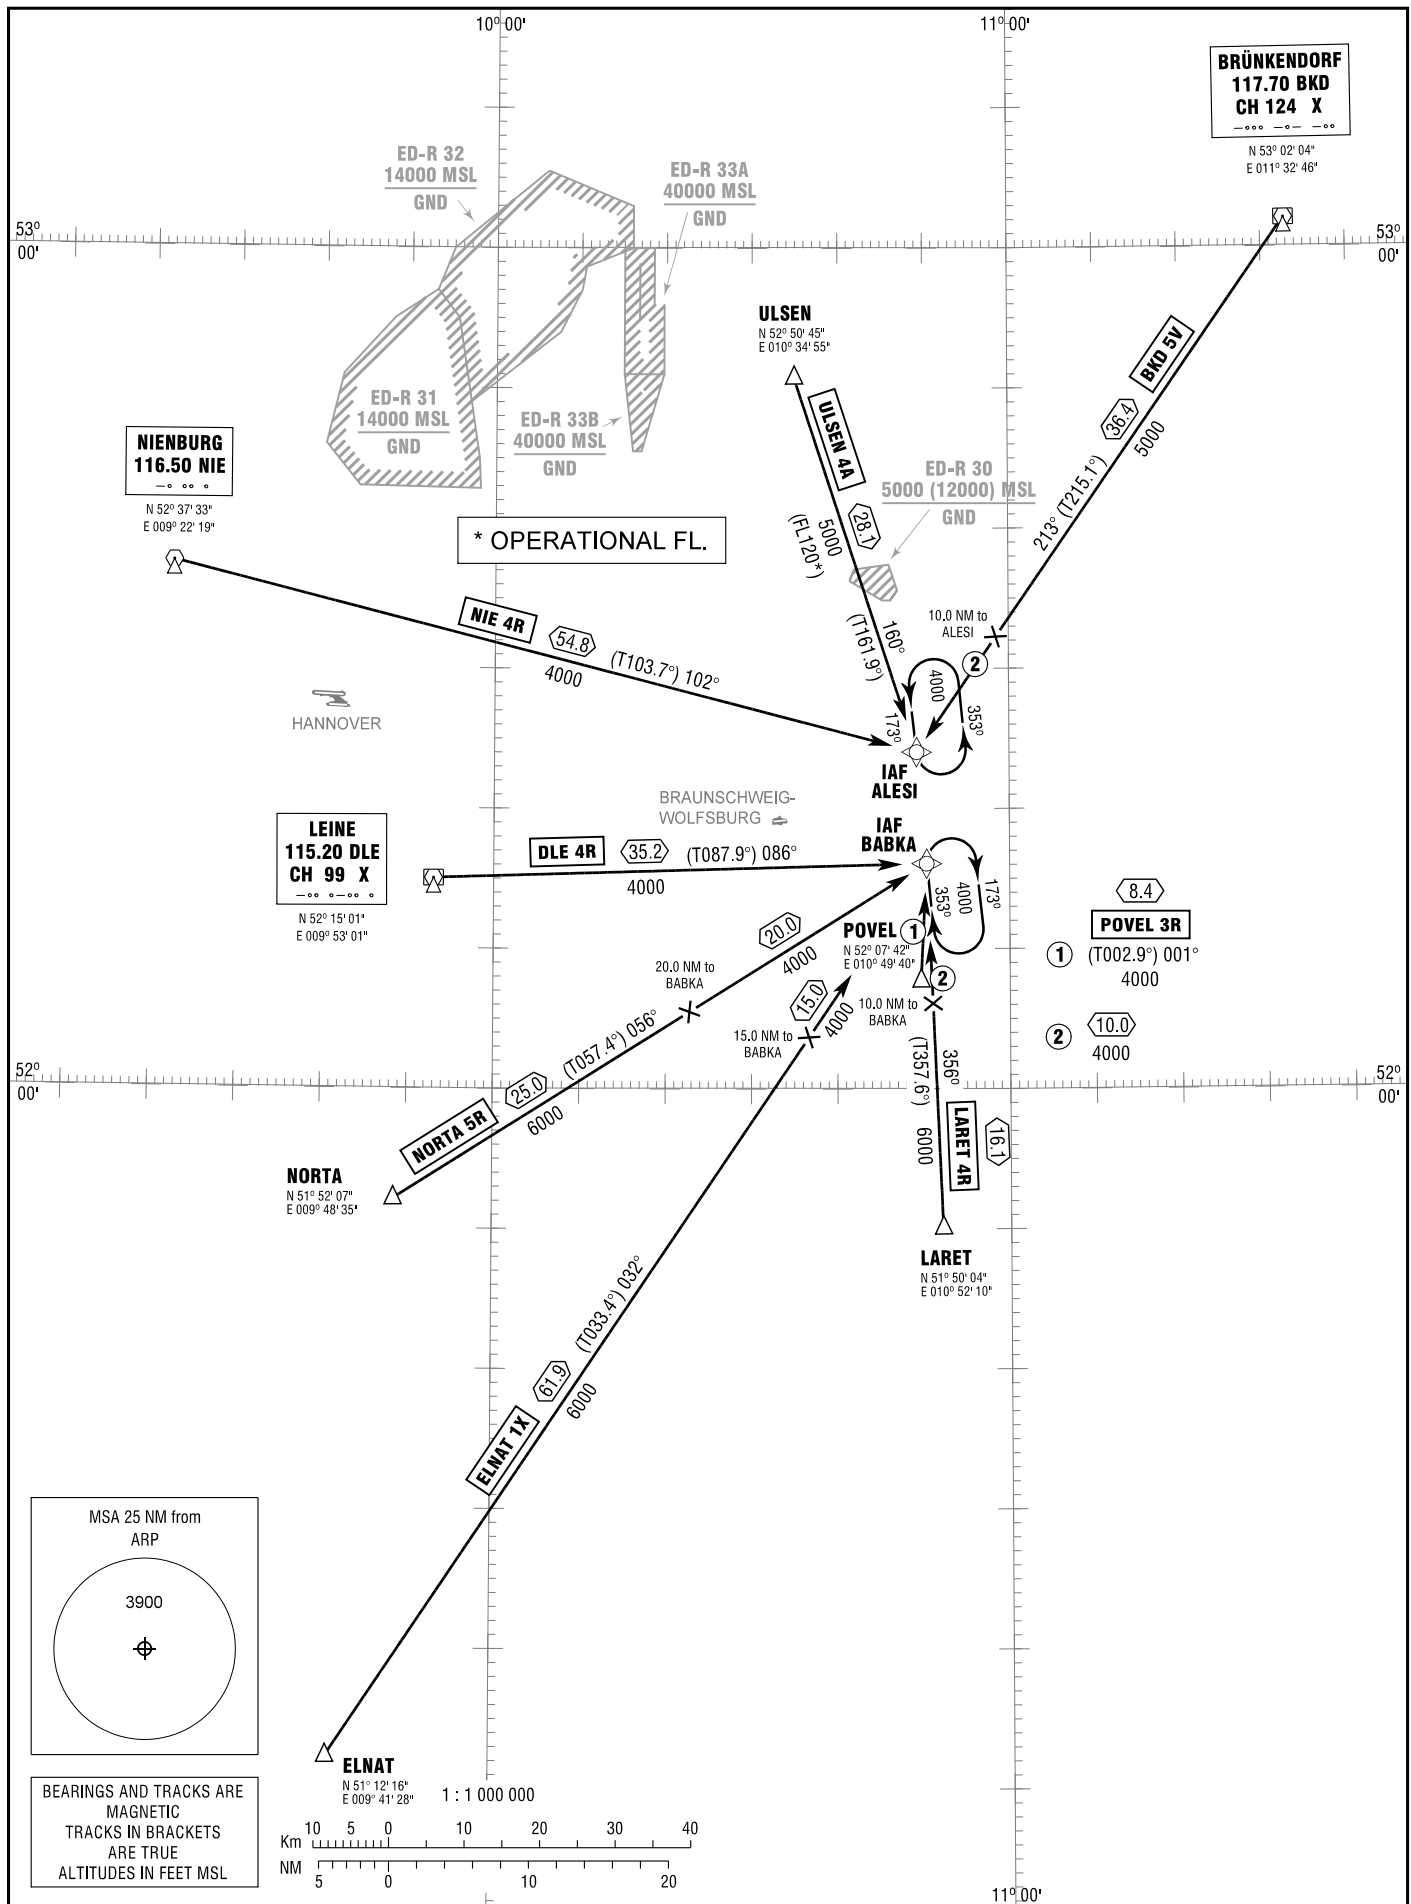 10° 00'
11° 00'
BRÜNKENDORF
117.70 BKD
CH 124 X
N 53° 02' 04"
E 011° 32' 46"
ED-R 32
14000 MSL
GND
ED-R 33A
40000 MSL
GND
53°
00'
53°
00'
ULSEN
N 52° 50' 45"
E 010° 34' 55"
BKD 5V
36.4
5000
213° (T215.1°)
ED-R 31
14000 MSL
GND
ED-R 33B
40000 MSL
GND
ULSEN 4A
28.1
5000
(FL120*)
160°
(T161.9°)
NIENBURG
116.50 NIE
N 52° 37' 33"
E 009° 22' 19"
ED-R 30
5000 (12000) MSL
GND
* OPERATIONAL FL.
10.0 NM to
ALESI
2
NIE 4R
54.8
(T103.7°) 102°
4000
4000
353°
173°
HANNOVER
IAF
ALESI
BRAUNSCHWEIG-
WOLFSBURG
IAF
BABKA
LEINE
115.20 DLE
CH 99 X
N 52° 15' 01"
E 009° 53' 01"
DLE 4R
35.2
(T087.9°) 086°
4000
353°
4000
173°
POVEL
N 52° 07' 42"
E 010° 49' 40"
1
8.4
POVEL 3R
1
(T002.9°) 001°
4000
20.0
4000
20.0 NM to
BABKA
2
10.0 NM to
BABKA
15.0
4000
15.0 NM to
BABKA
2
10.0
4000
(T057.4°) 056°
25.0
NORTA 5R
6000
52°
00'
52°
00'
356°
(T357.6°)
6000
LARET 4R
16.1
NORTA
N 51° 52' 07"
E 009° 48' 35"
LARET
N 51° 50' 04"
E 010° 52' 10"
(T033.4°) 032°
61.9
6000
ELNAT 1X
MSA 25 NM from
ARP
3900
ELNAT
N 51° 12' 16"
E 009° 41' 28"
1 : 1 000 000
BEARINGS AND TRACKS ARE
MAGNETIC
TRACKS IN BRACKETS
ARE TRUE
ALTITUDES IN FEET MSL
10 5 0 10 20 30 40
Km
NM
5 0 10 20
11° 00'